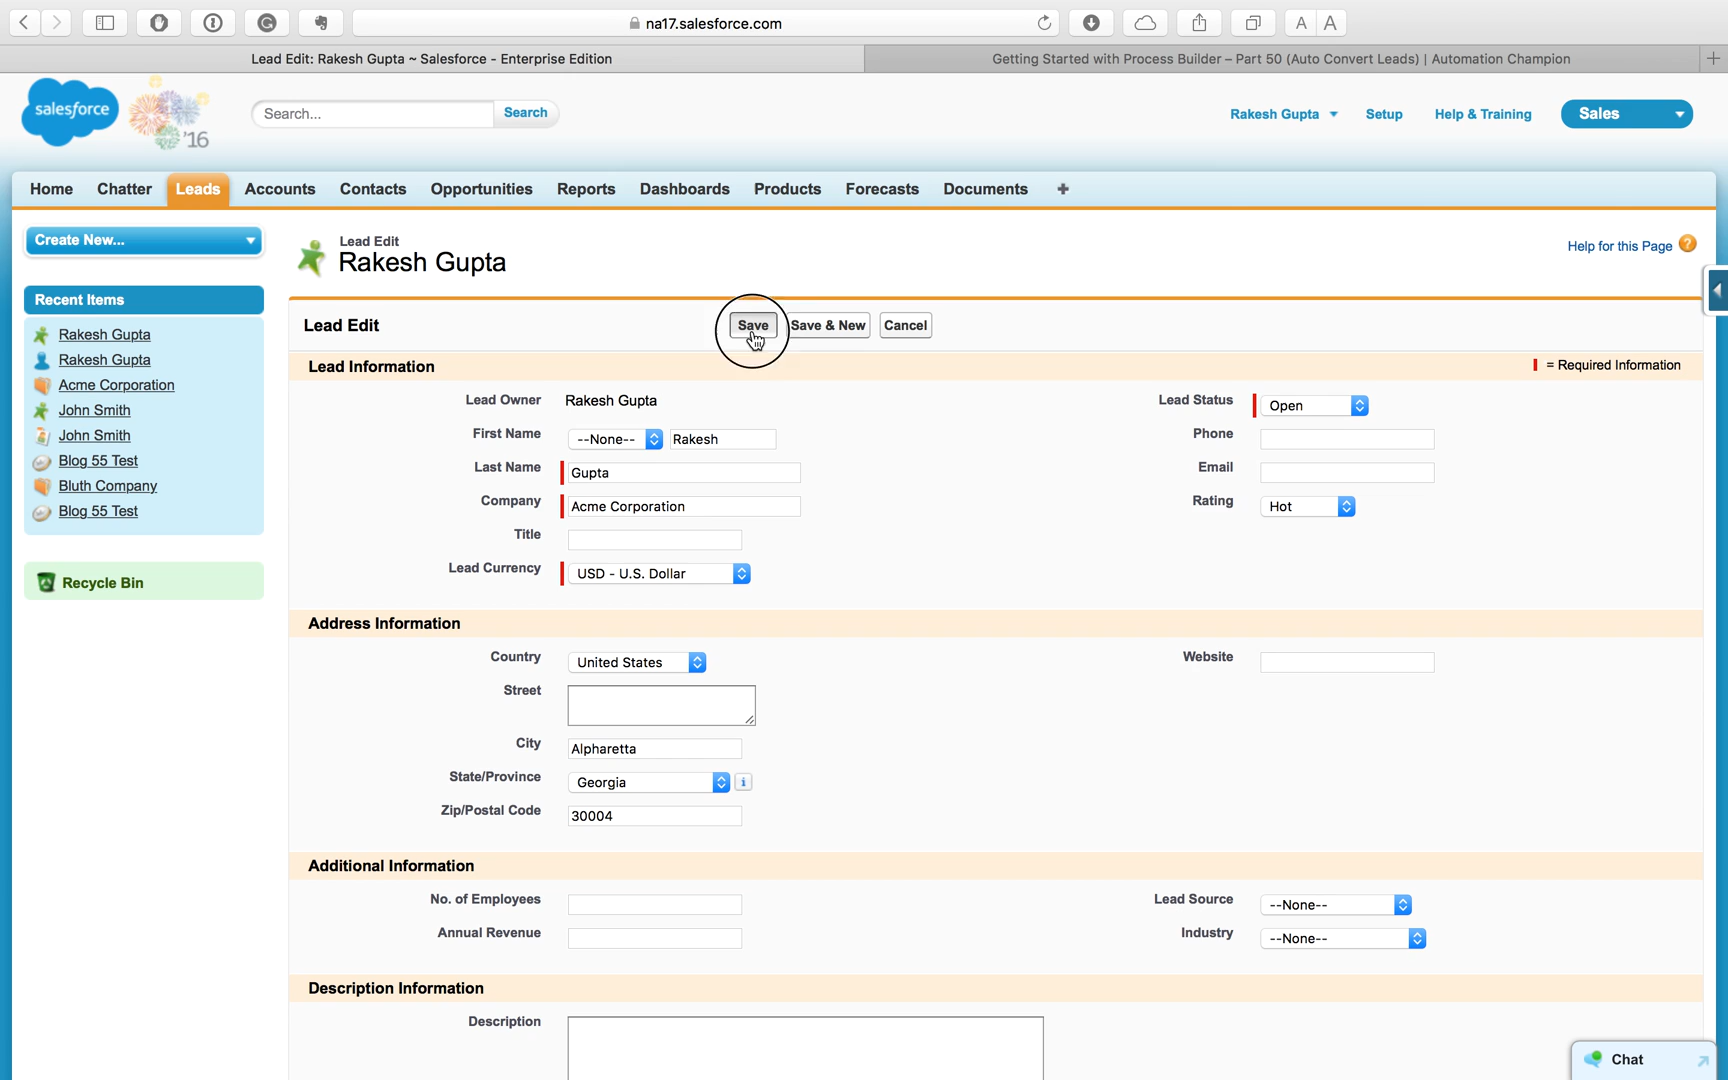 na17.salesforce.com
A A
Lead Edit: Rakesh Gupta ~ Salesforce - Enterprise Edition
Getting Started with Process Builder – Part 50 (Auto Convert Leads) | Automation Champion
salesforce
'16
Search...
Search
Rakesh Gupta
Setup
Help & Training
Sales
Home Chatter Leads Accounts Contacts Opportunities Reports Dashboards Products Forecasts Documents
Create New...
Recent Items
Rakesh Gupta
Rakesh Gupta
Acme Corporation
John Smith
John Smith
Blog 55 Test
Bluth Company
Blog 55 Test
Recycle Bin
Lead Edit
Rakesh Gupta
Help for this Page
Lead Edit
Save
Save & New
Cancel
Lead Information
= Required Information
Lead Owner Rakesh Gupta
Lead Status Open
First Name --None-- Rakesh
Phone
Last Name Gupta
Email
Company Acme Corporation
Rating Hot
Title
Lead Currency USD - U.S. Dollar
Address Information
Country United States
Website
Street
City Alpharetta
State/Province Georgia
Zip/Postal Code 30004
Additional Information
No. of Employees
Lead Source --None--
Annual Revenue
Industry --None--
Description Information
Description
Chat